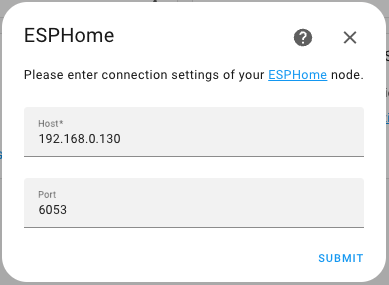 ESPHome
Please enter connection settings of your ESPHome node.
Host*
192.168.0.130
Port
6053
SUBMIT